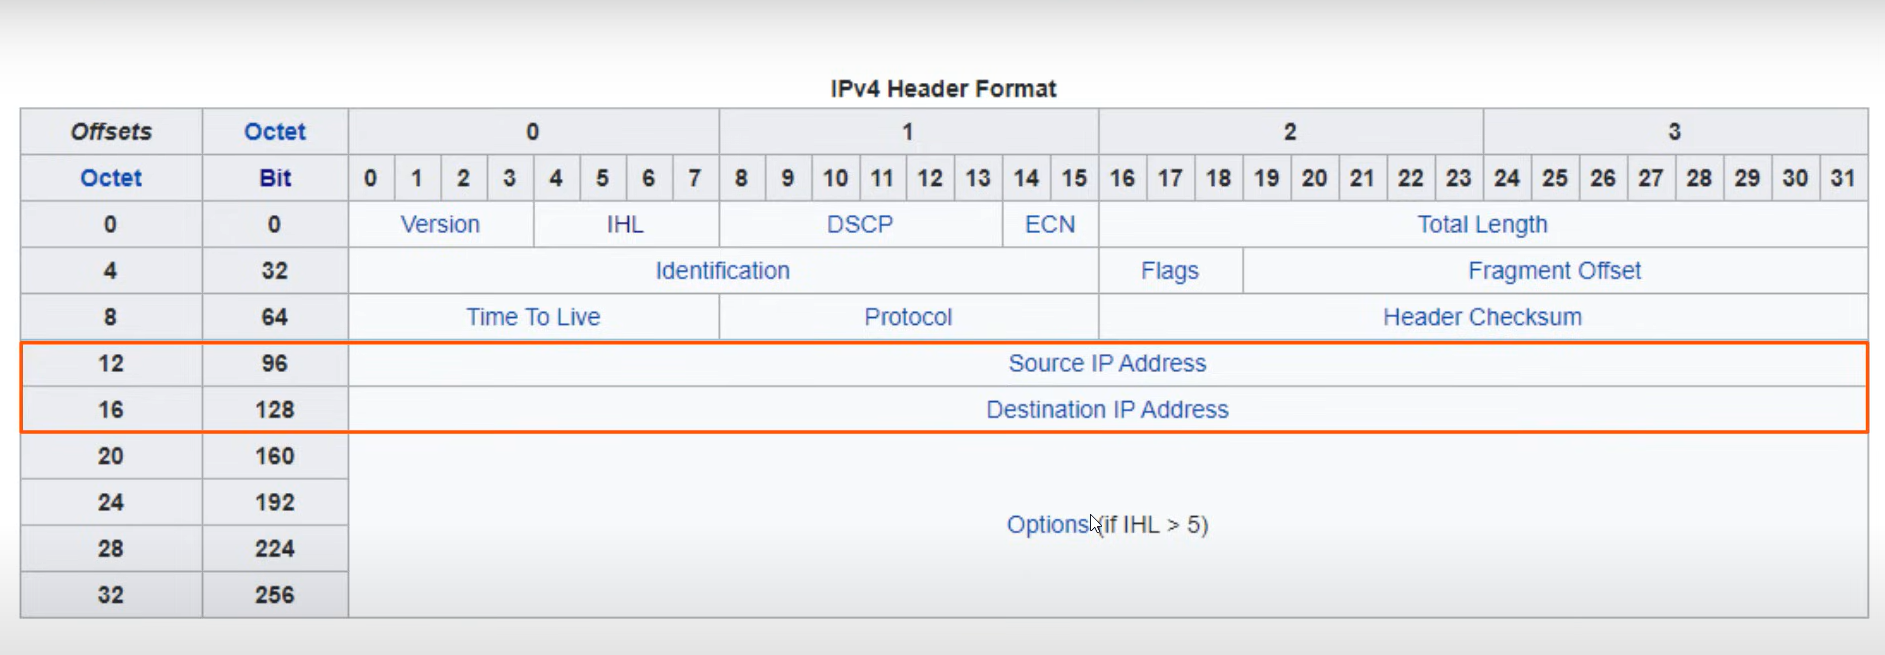 IPv4 Header Format
Offsets Octet 0 1 2 3
Octet Bit 0 1 2 3 4 5 6 7 8 9 10 11 12 13 14 15 16 17 18 19 20 21 22 23 24 25 26 27 28 29 30 31
0 0 Version IHL DSCP ECN Total Length
4 32 Identification Flags Fragment Offset
8 64 Time To Live Protocol Header Checksum
12 96 Source IP Address
16 128 Destination IP Address
20 160
24 192
Options (if IHL > 5)
28 224
32 256